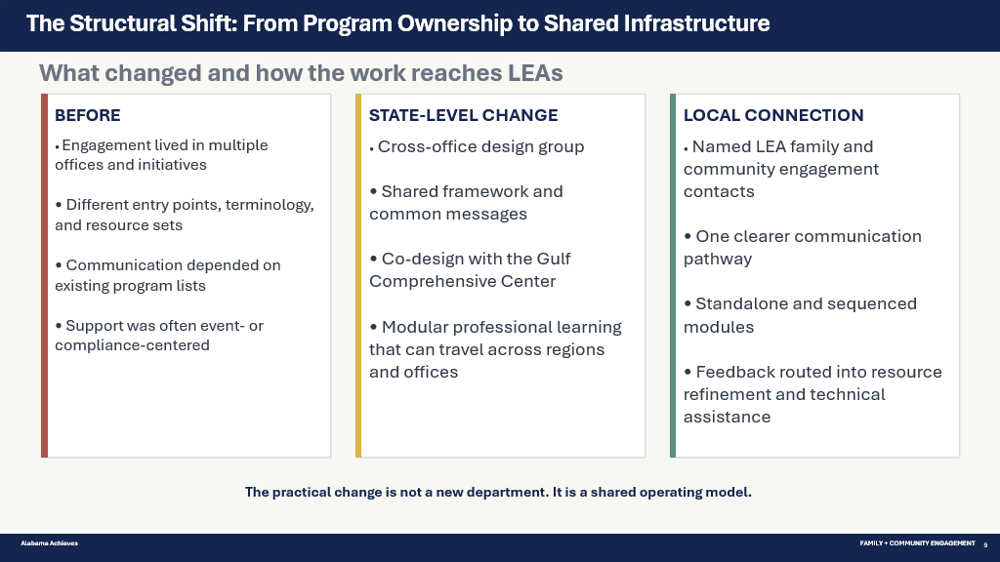 The Structural Shift: From Program Ownership to Shared Infrastructure
What changed and how the work reaches LEAs
BEFORE
• Engagement lived in multiple
offices and initiatives
• Different entry points, terminology,
and resource sets
• Communication depended on
existing program lists
• Support was often event- or
compliance-centered
STATE-LEVEL CHANGE
• Cross-office design group
• Shared framework and
common messages
• Co-design with the Gulf
Comprehensive Center
• Modular professional learning
that can travel across regions
and offices
LOCAL CONNECTION
• Named LEA family and
community engagement
contacts
• One clearer communication
pathway
• Standalone and sequenced
modules
• Feedback routed into resource
refinement and technical
assistance
The practical change is not a new department. It is a shared operating model.
Alabama Achieves
FAMILY + COMMUNITY ENGAGEMENT
9